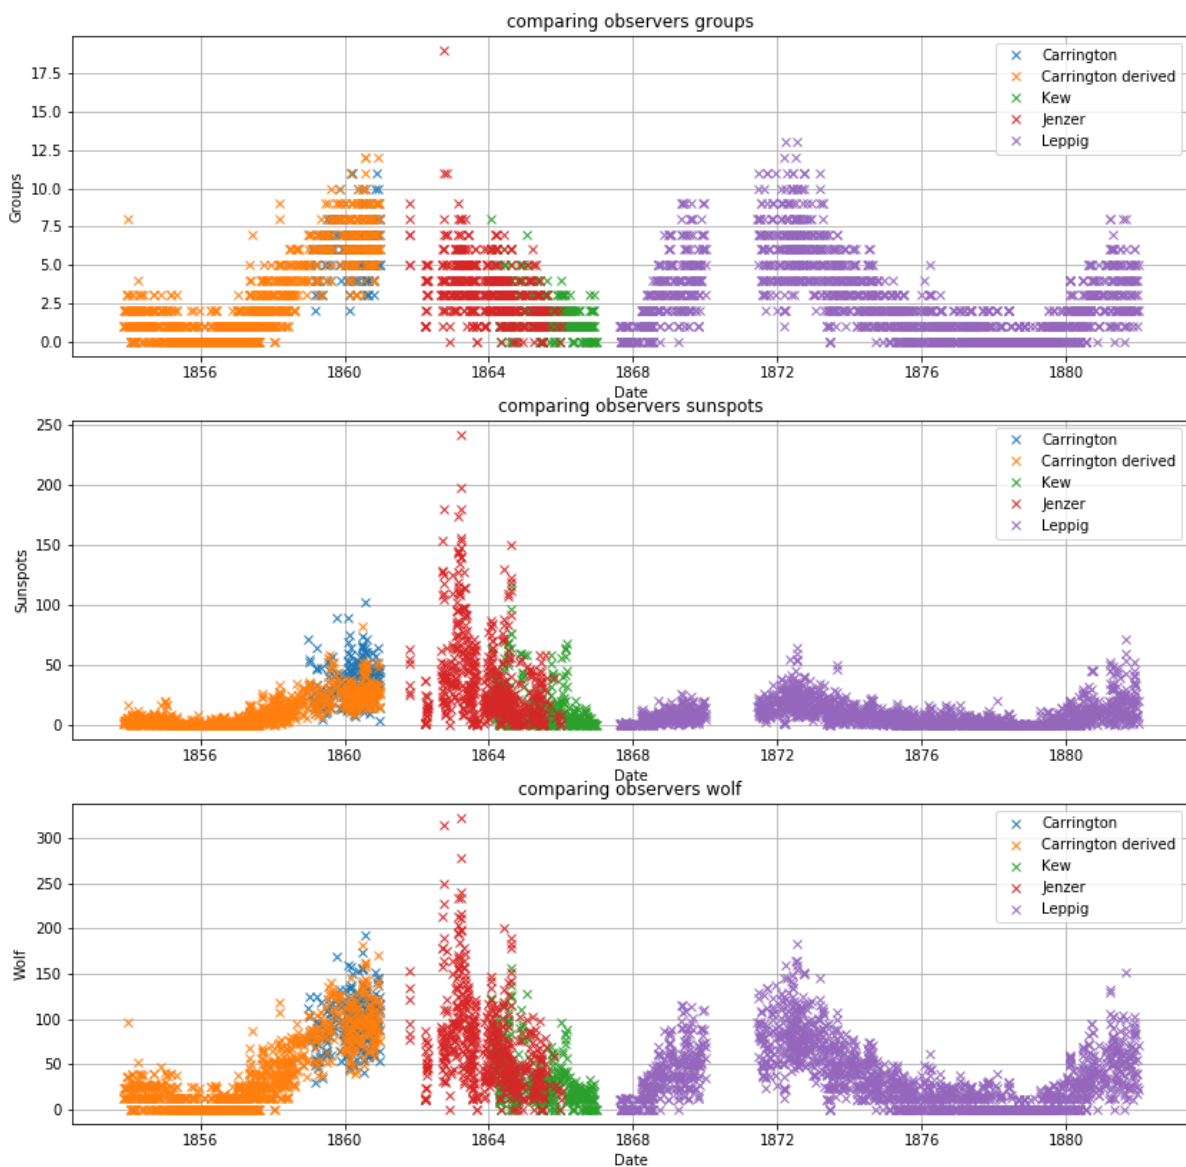 comparing observers groups
17.5
15.0
12.5
10.0
7.5
5.0
2.5
0.0
Groups
Carrington
Carrington derived
Kew
Jenzer
Leppig
1856 1860 1864 1868 1872 1876 1880
Date
comparing observers sunspots
250
200
150
100
50
0
Sunspots
Carrington
Carrington derived
Kew
Jenzer
Leppig
1856 1860 1864 1868 1872 1876 1880
Date
comparing observers wolf
300
250
200
150
100
50
0
Wolf
Carrington
Carrington derived
Kew
Jenzer
Leppig
1856 1860 1864 1868 1872 1876 1880
Date